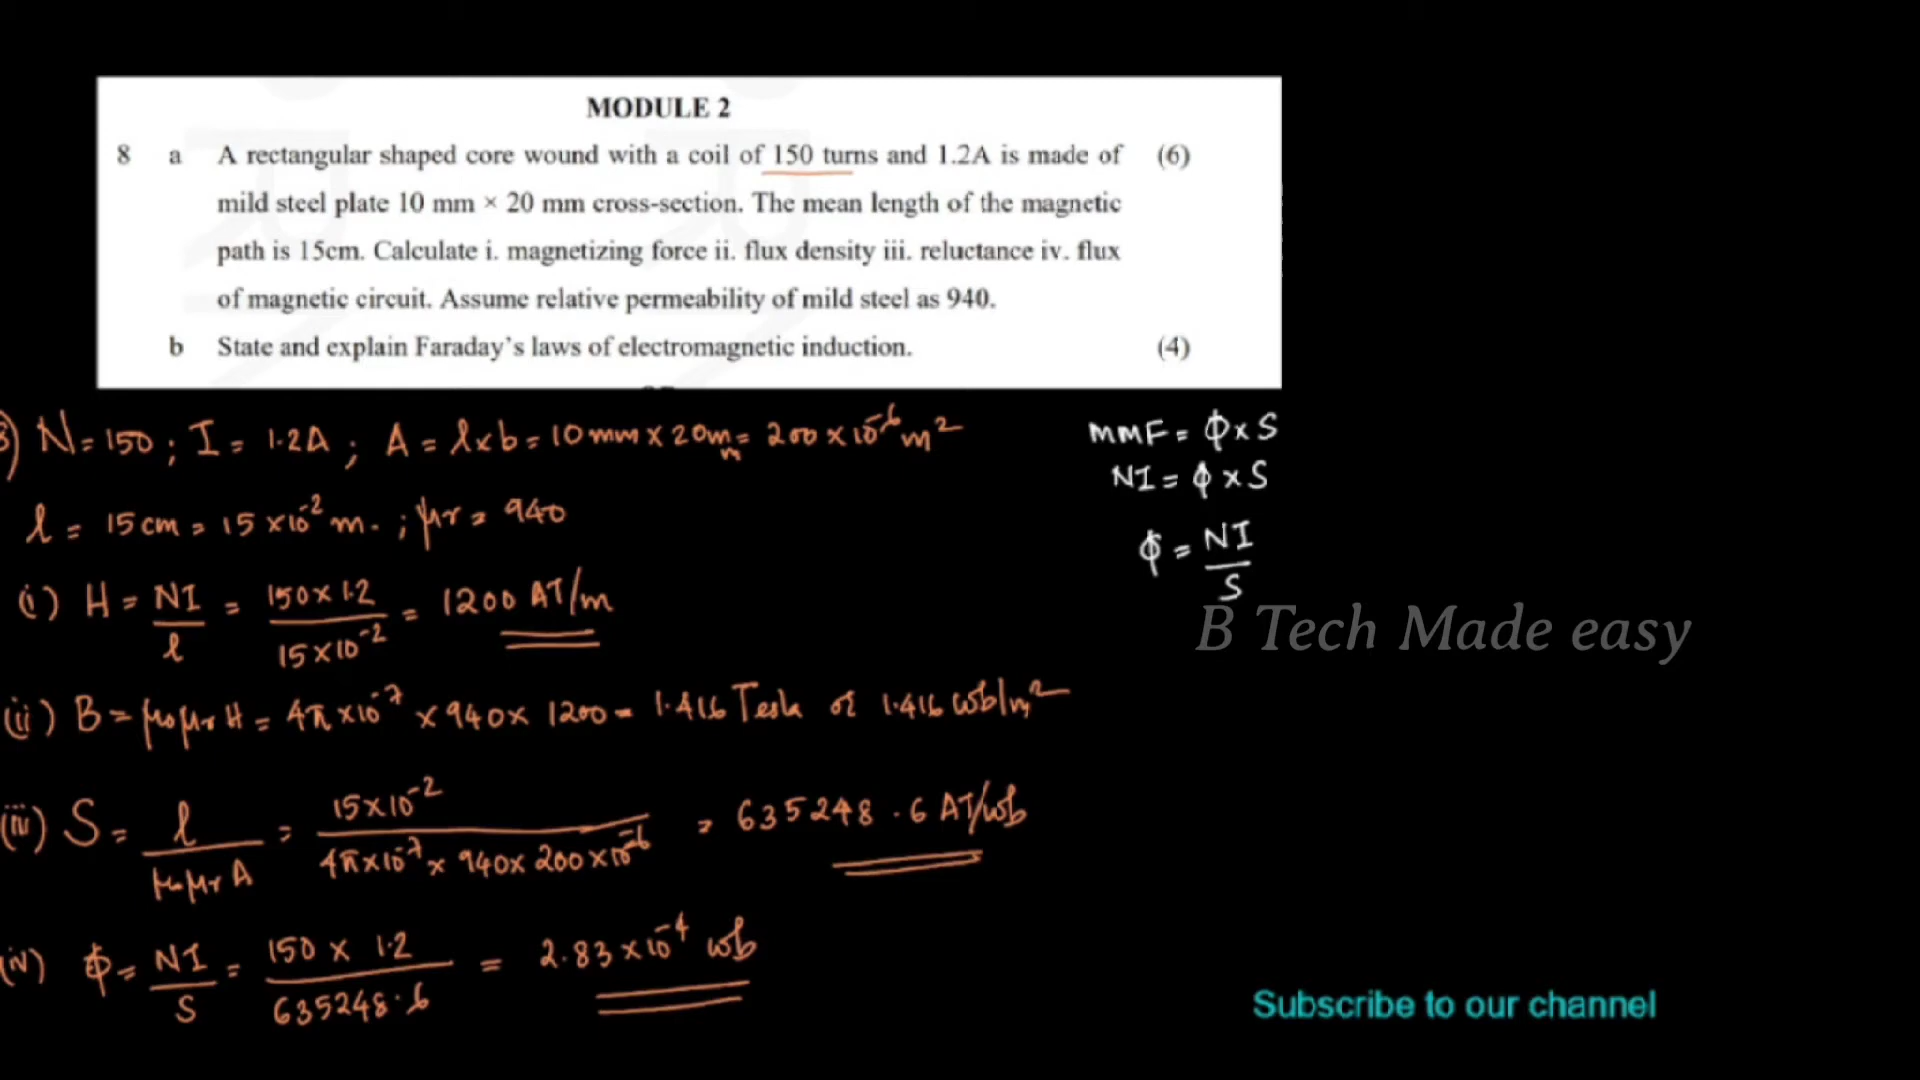 MODULE 2
8 a A rectangular shaped core wound with a coil of 150 turns and 1.2A is made of (6)
mild steel plate 10 mm × 20 mm cross-section. The mean length of the magnetic
path is 15cm. Calculate i. magnetizing force ii. flux density iii. reluctance iv. flux
of magnetic circuit. Assume relative permeability of mild steel as 940.
b State and explain Faraday's laws of electromagnetic induction. (4)
N = 150 ; I = 1.2A ; A = l x b = 10mm x 20mm = 200 x 10⁻⁶ m²
l = 15 cm = 15 x 10⁻² m. ; μr = 940
(i) H = NI / l = 150 x 1.2 / 15 x 10⁻² = 1200 AT/m
(ii) B = μ₀μr H = 4π x 10⁻⁷ x 940 x 1200 = 1.416 Tesla or 1.416 wb/m²
(iii) S = l / μ₀μr A = 15 x 10⁻² / 4π x 10⁻⁷ x 940 x 200 x 10⁻⁶ = 635248.6 AT/wb
(iv) Φ = NI / S = 150 x 1.2 / 635248.6 = 2.83 x 10⁻⁴ wb
MMF = Φ x S
NI = Φ x S
Φ = NI / S
B Tech Made easy
Subscribe to our channel